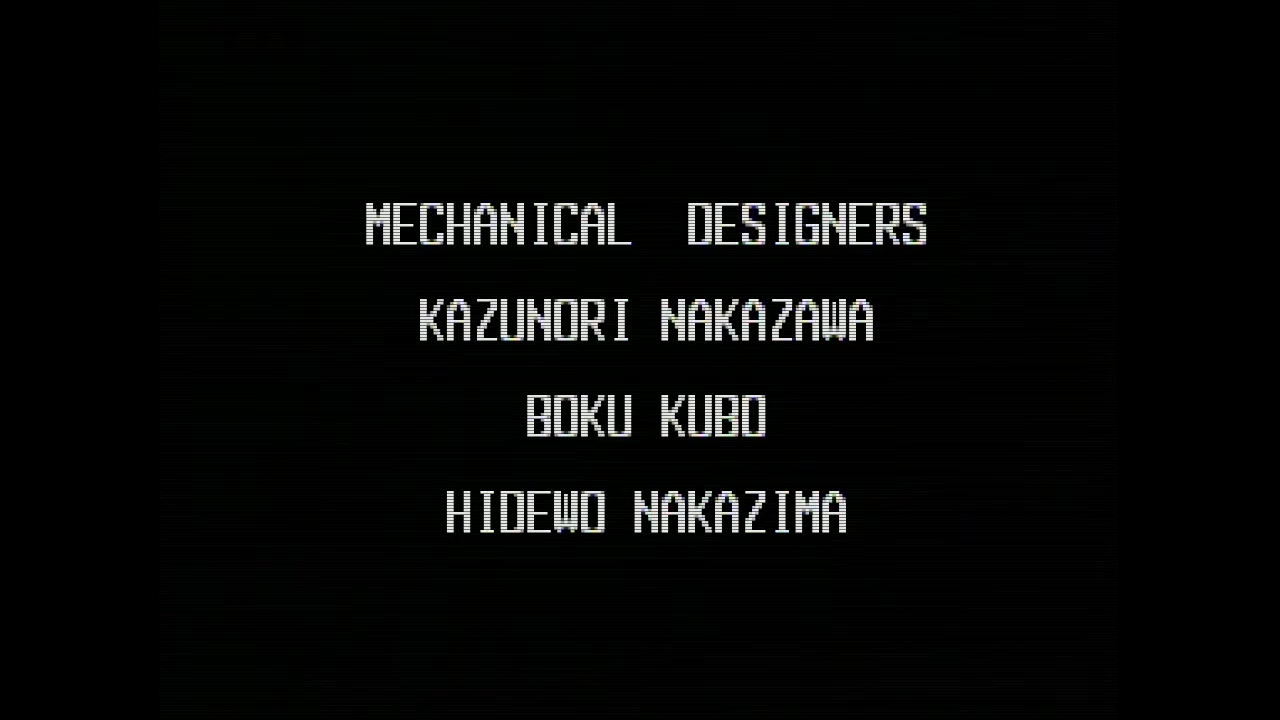 MECHANICAL DESIGNERS
KAZUNORI NAKAZAWA
BOKU KUBO
HIDEWO NAKAZIMA